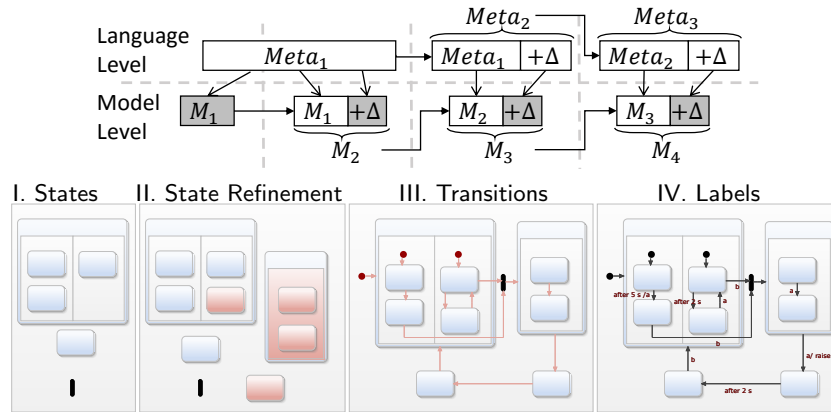 Meta₂ Meta₃
Language Level
Meta₁ Meta₁ +Δ Meta₂ +Δ
Model Level
M₁ M₁ +Δ M₂ +Δ M₃ +Δ
M₂ M₃ M₄
I. States II. State Refinement III. Transitions IV. Labels
after 5 s /a after 2 s a b a
b
b a/ raise
after 2 s